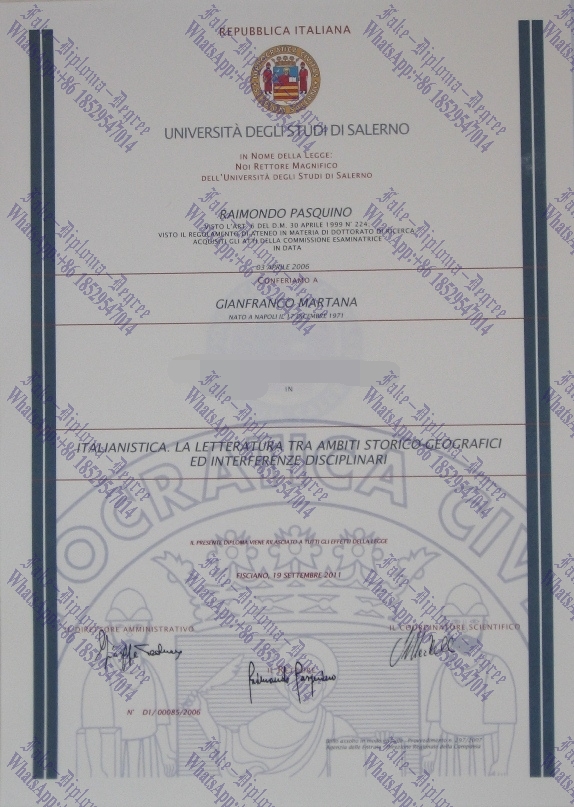 REPUBBLICA ITALIANA
UNIVERSITÀ DEGLI STUDI DI SALERNO
IN NOME DELLA LEGGE:
NOI RETTORE MAGNIFICO
DELL'UNIVERSITÀ DEGLI STUDI DI SALERNO
RAIMONDO PASQUINO
VISTO L'ART. 6 DEL D.M. 30 APRILE 1999 N° 224,
VISTO IL REGOLAMENTO DI ATENEO IN MATERIA DI DOTTORATO DI RICERCA
ACQUISITI GLI ATTI DELLA COMMISSIONE ESAMINATRICE
IN DATA
03 APRILE 2006
CONFERIAMO A
GIANFRANCO MARTANA
NATO A NAPOLI IL 17 DICEMBRE 1971
IN
ITALIANISTICA. LA LETTERATURA TRA AMBITI STORICO-GEOGRAFICI
ED INTERFERENZE DISCIPLINARI
IL PRESENTE DIPLOMA VIENE RILASCIATO A TUTTI GLI EFFETTI DELLA LEGGE
FISCIANO, 19 SETTEMBRE 2011
IL DIRETTORE AMMINISTRATIVO
IL COORDINATORE SCIENTIFICO
IL RETTORE
N° D1/00085/2006
Fake-Diploma-Degree
WhatsApp:+86 18529547014